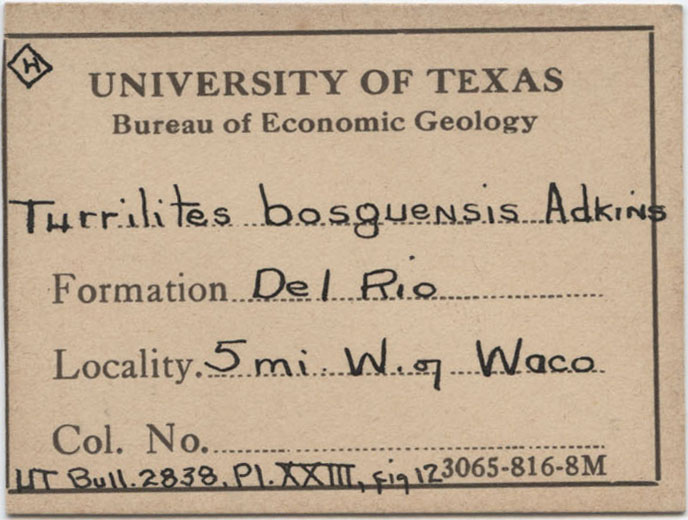 H
UNIVERSITY OF TEXAS
Bureau of Economic Geology
Turrilites bosquensis Adkins
Formation Del Rio
Locality. 5 mi. W. of Waco
Col. No.
UT Bull. 2838, Pl. XXIII, fig 12 3065-816-8M